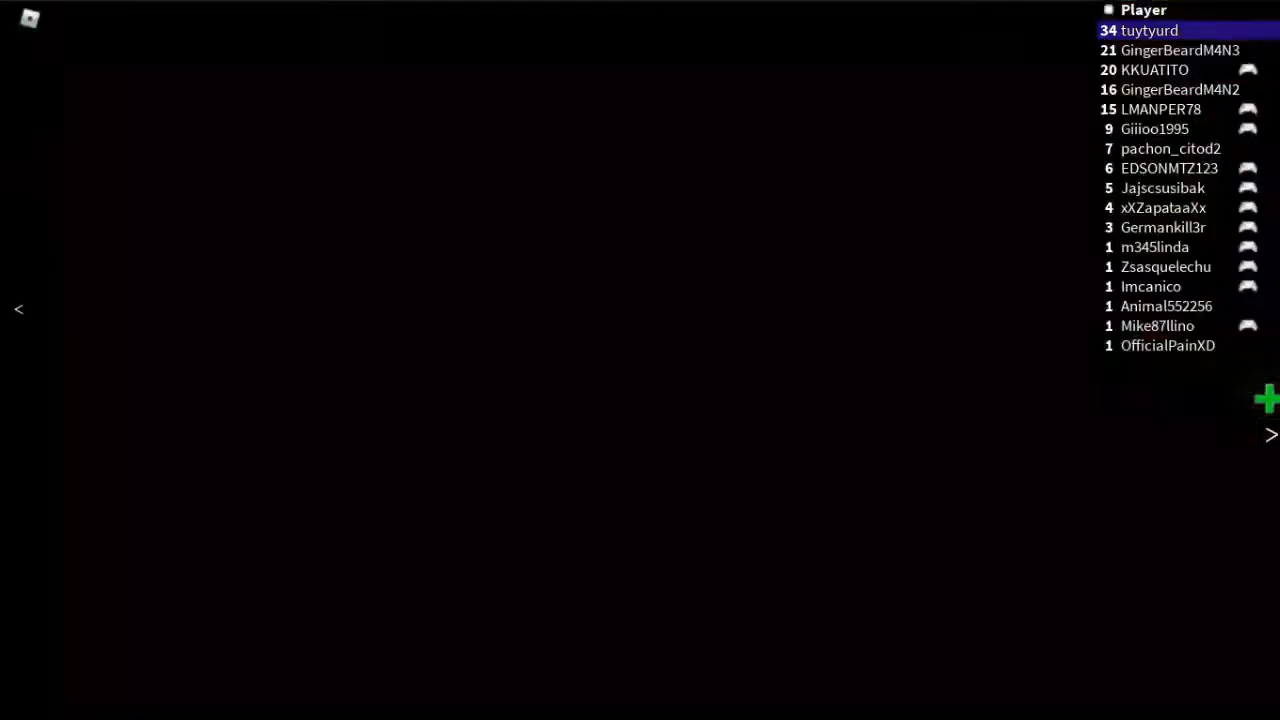 Player
34 tuytyurd
21 GingerBeardM4N3
20 KKUATITO
16 GingerBeardM4N2
15 LMANPER78
9 Giiioo1995
7 pachon_citod2
6 EDSONMTZ123
5 Jajscsusibak
4 xXZapataaXx
3 Germankill3r
1 m345linda
1 Zsasquelechu
1 Imcanico
1 Animal552256
1 Mike87llino
1 OfficialPainXD
<
>